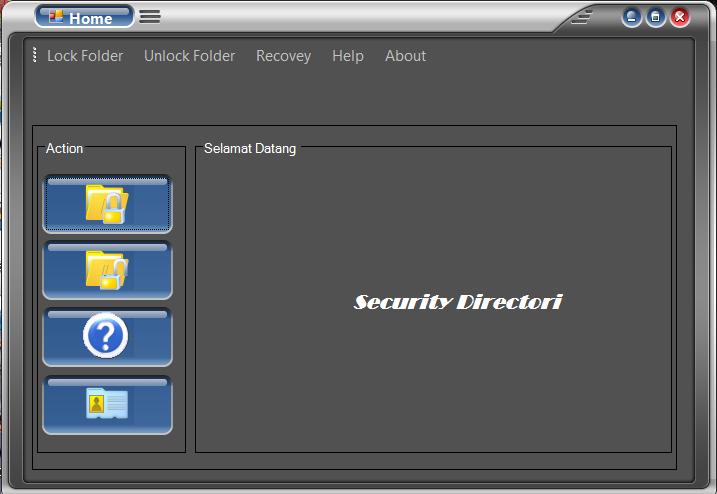 Home
Lock Folder Unlock Folder Recovey Help About
Action
Selamat Datang
Security Directori